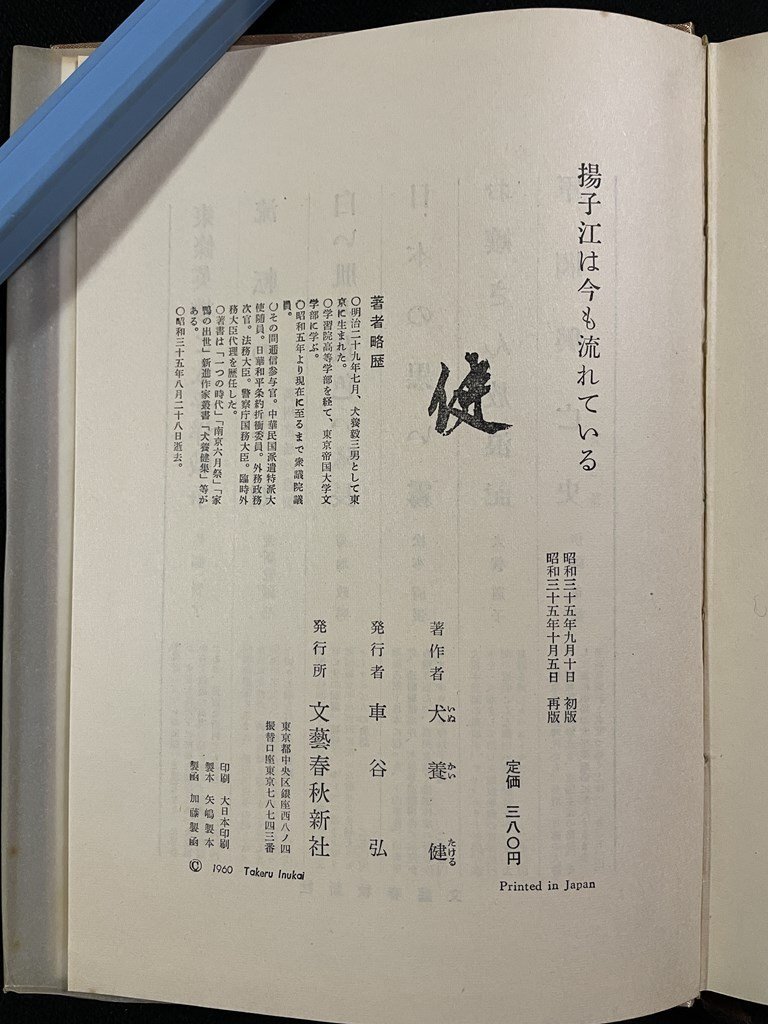 揚子江は今も流れている
昭和三十五年九月十日 初版
昭和三十五年十月五日 再版
定価 三八〇円
Printed in Japan
健
著作者 犬養健
いぬ かい たける
発行者 車谷弘
発行所 文藝春秋新社
東京都中央区銀座西八ノ四
振替口座東京七八七四三番
印刷 大日本印刷
製本 矢嶋製本
製函 加藤製函
© 1960 Takeru Inukai
著者略歴
〇明治二十九年七月、犬養毅三男として東
京に生まれた。
〇学習院高等学部を経て、東京帝国大学文
学部に学ぶ。
〇昭和五年より現在に至るまで衆議院議
員。
〇その間逓信参与官。中華民国派遣特派大
使随員。日華和平条約折衝委員。外務政務
次官。法務大臣。警察庁国務大臣。臨時外
務大臣代理を歴任した。
〇著書は「一つの時代」「南京六月祭」「家
鴨の出世」新進作家叢書「犬養健集」等が
ある。
〇昭和三十五年八月二十八日逝去。